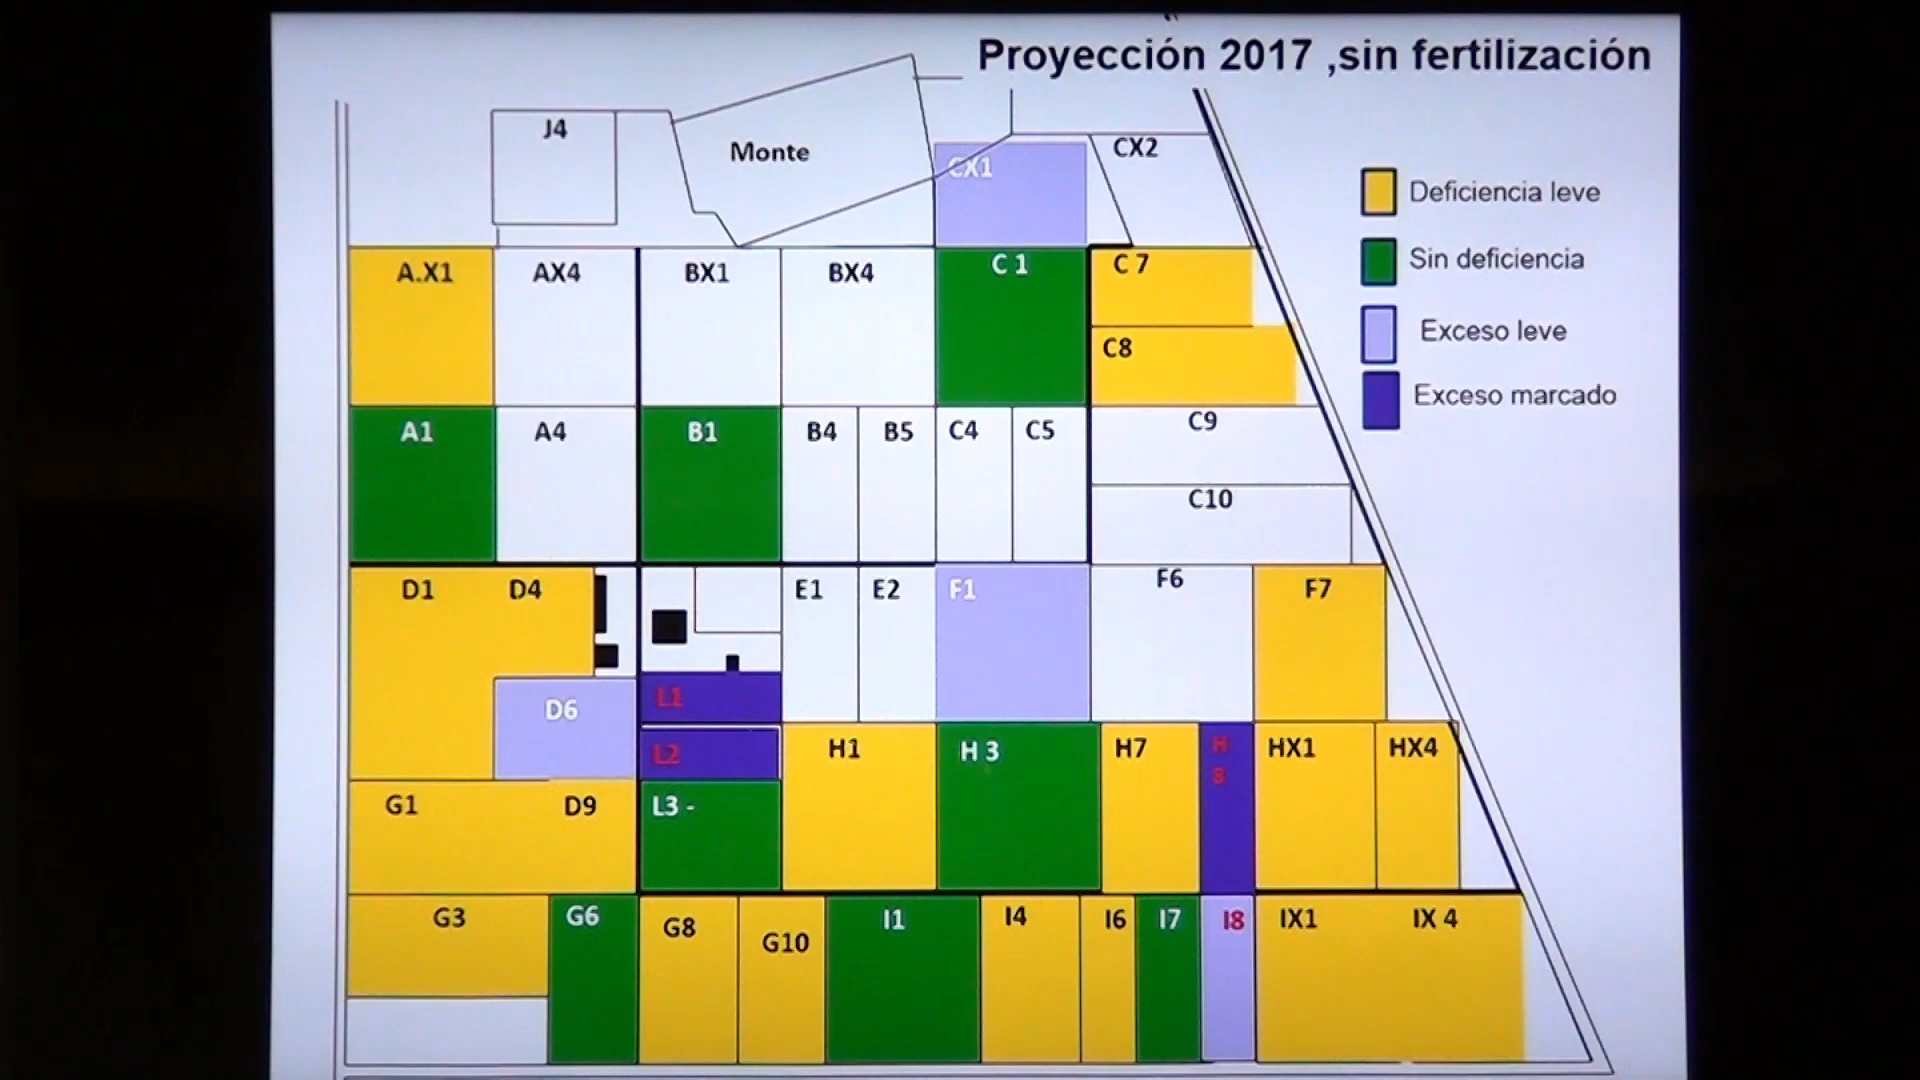 Proyección 2017 ,sin fertilización
J4
Monte
CX1
CX2
Deficiencia leve
Sin deficiencia
Exceso leve
Exceso marcado
A.X1 AX4 BX1 BX4 C 1 C 7
C8
A1 A4 B1 B4 B5 C4 C5 C9
C10
D1 D4 E1 E2 F1 F6 F7
D6 L1
L2 H1 H 3 H7 H 8 HX1 HX4
G1 D9 L3 -
G3 G6 G8 G10 I1 I4 I6 I7 I8 IX1 IX 4